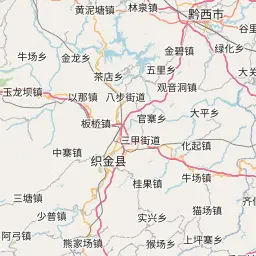 黄泥塘镇
林泉镇
黔西市
牛场乡
金龙乡
金碧镇
绿化乡
茶店乡
五里乡
玉龙坝镇
以那镇
八步街道
观音洞镇
官寨乡
大平乡
板桥镇
三甲街道
化起镇
中寨镇
织金县
牛场镇
桂果镇
三塘镇
猫场镇
少普镇
实兴乡
阿弓镇
熊家场镇
猴场乡
上坪寨乡